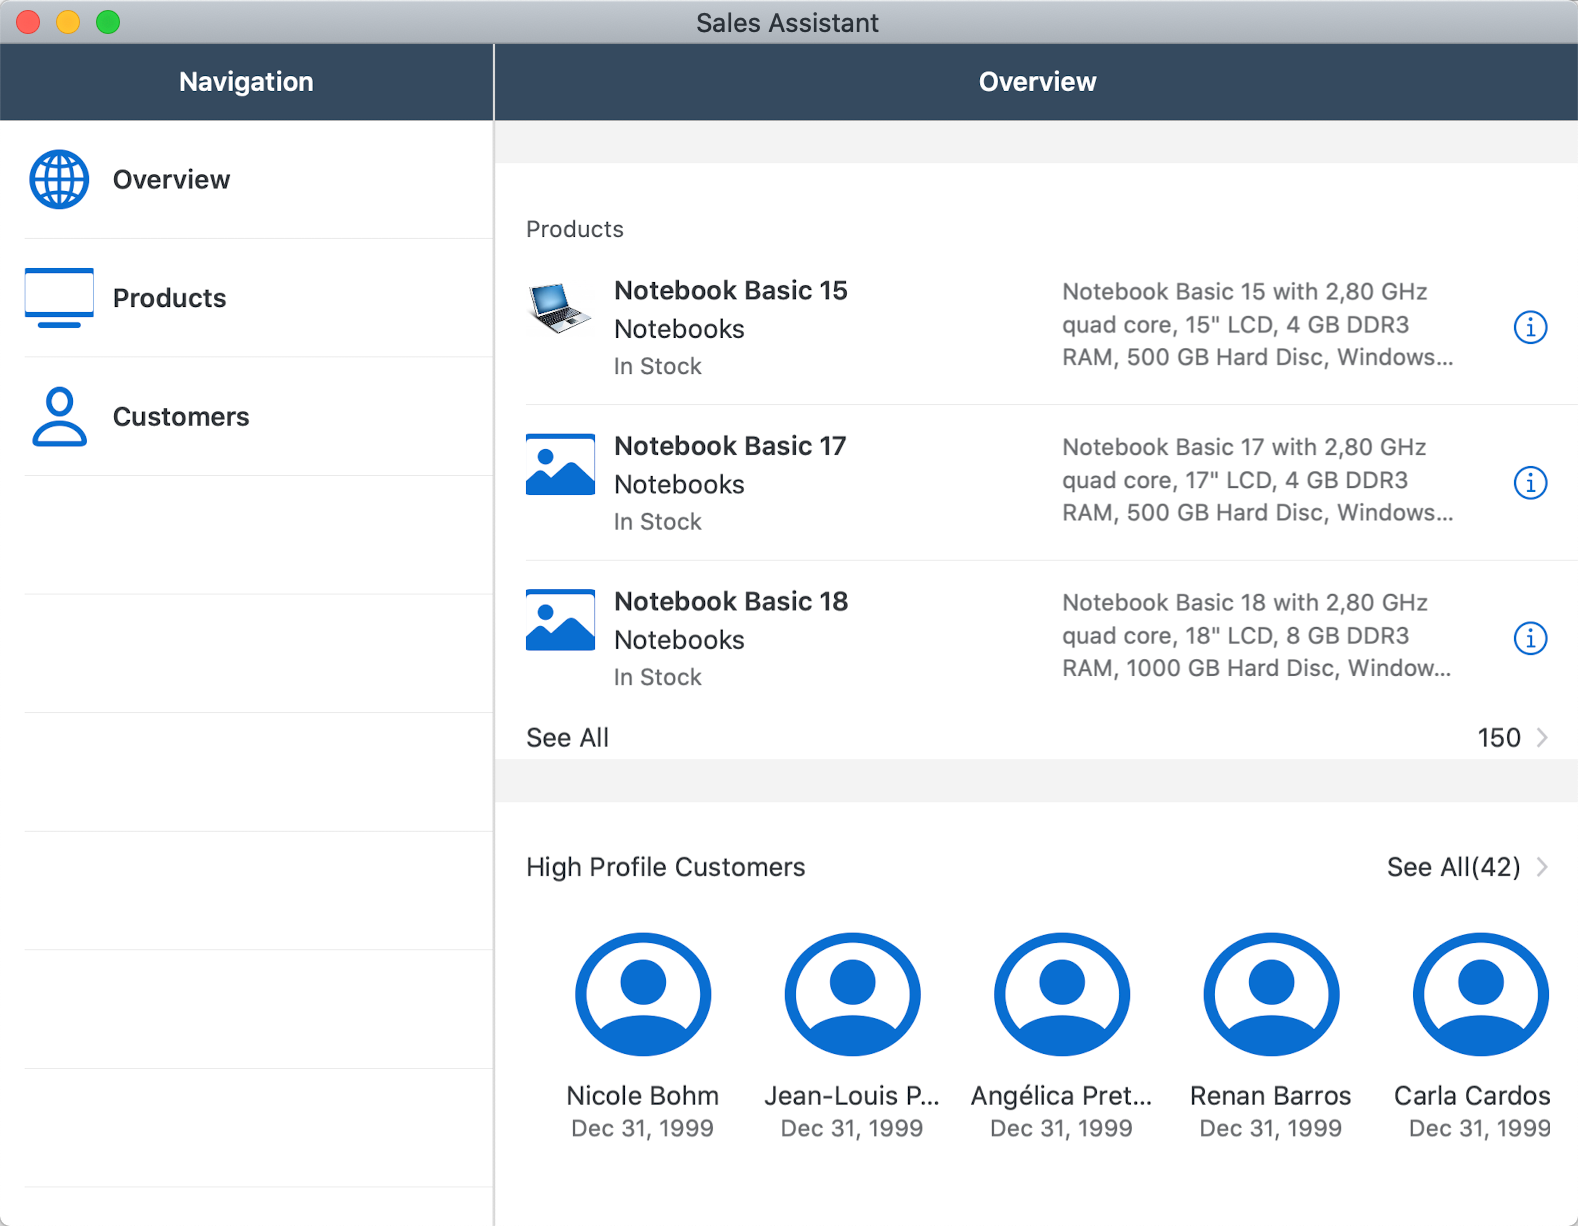 Sales Assistant
Navigation
Overview
Overview
Products
Customers
Products
Notebook Basic 15
Notebooks
In Stock
Notebook Basic 15 with 2,80 GHz
quad core, 15" LCD, 4 GB DDR3
RAM, 500 GB Hard Disc, Windows...
Notebook Basic 17
Notebooks
In Stock
Notebook Basic 17 with 2,80 GHz
quad core, 17" LCD, 4 GB DDR3
RAM, 500 GB Hard Disc, Windows...
Notebook Basic 18
Notebooks
In Stock
Notebook Basic 18 with 2,80 GHz
quad core, 18" LCD, 8 GB DDR3
RAM, 1000 GB Hard Disc, Window...
See All
150
High Profile Customers
See All(42)
Nicole Bohm
Dec 31, 1999
Jean-Louis P...
Dec 31, 1999
Angélica Pret...
Dec 31, 1999
Renan Barros
Dec 31, 1999
Carla Cardos
Dec 31, 1999